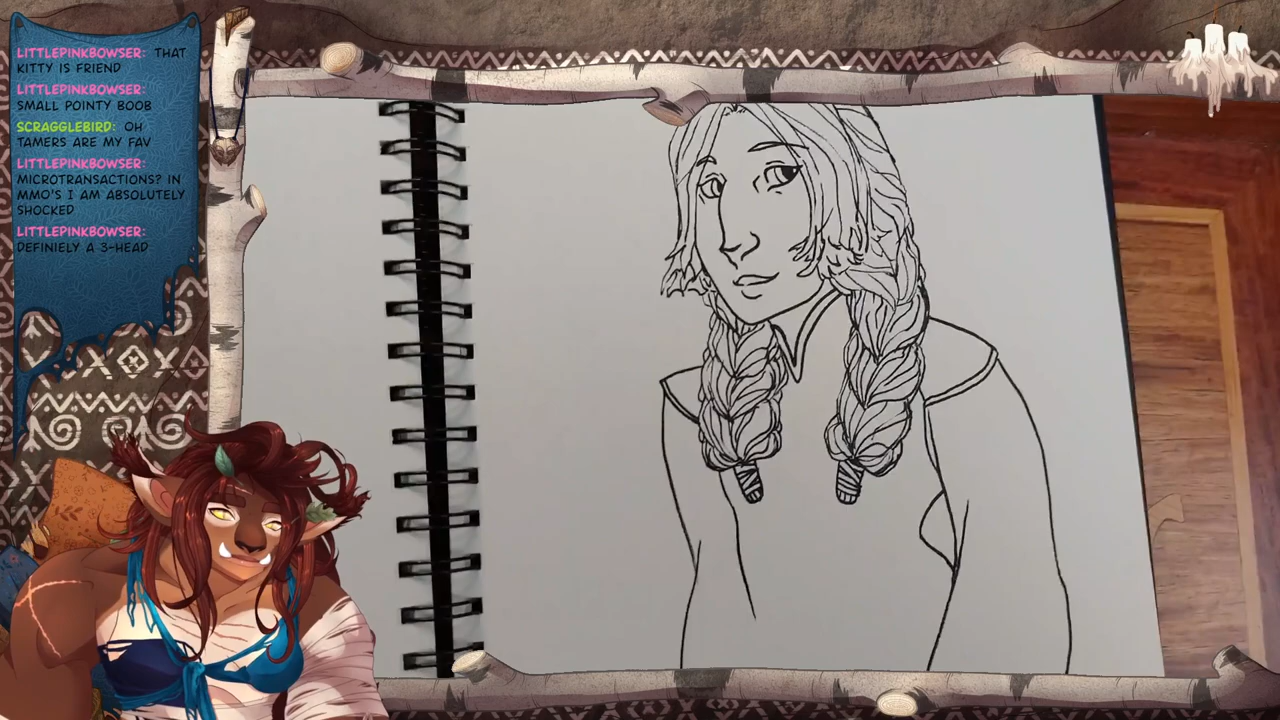 LITTLEPINKBOWSER: THAT
KITTY IS FRIEND
LITTLEPINKBOWSER:
SMALL POINTY BOOB
SCRAGGLEBIRD: OH
TAMERS ARE MY FAV
LITTLEPINKBOWSER:
MICROTRANSACTIONS? IN
MMO'S I AM ABSOLUTELY
SHOCKED
LITTLEPINKBOWSER:
DEFINIELY A 3-HEAD